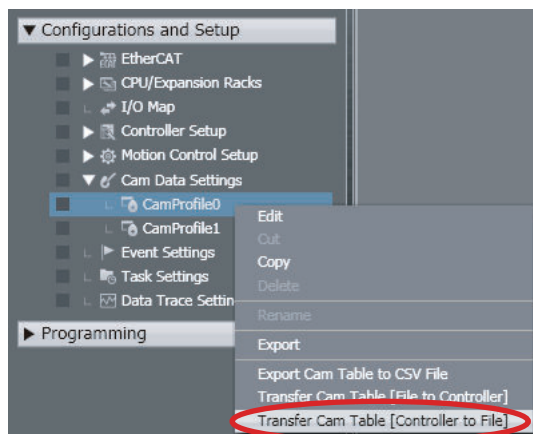 Configurations and Setup
EtherCAT
CPU/Expansion Racks
I/O Map
Controller Setup
Motion Control Setup
Cam Data Settings
CamProfile0
CamProfile1
Event Settings
Task Settings
Data Trace Settin
Programming
Edit
Cut
Copy
Delete
Rename
Export
Export Cam Table to CSV File
Transfer Cam Table [File to Controller]
Transfer Cam Table [Controller to File]